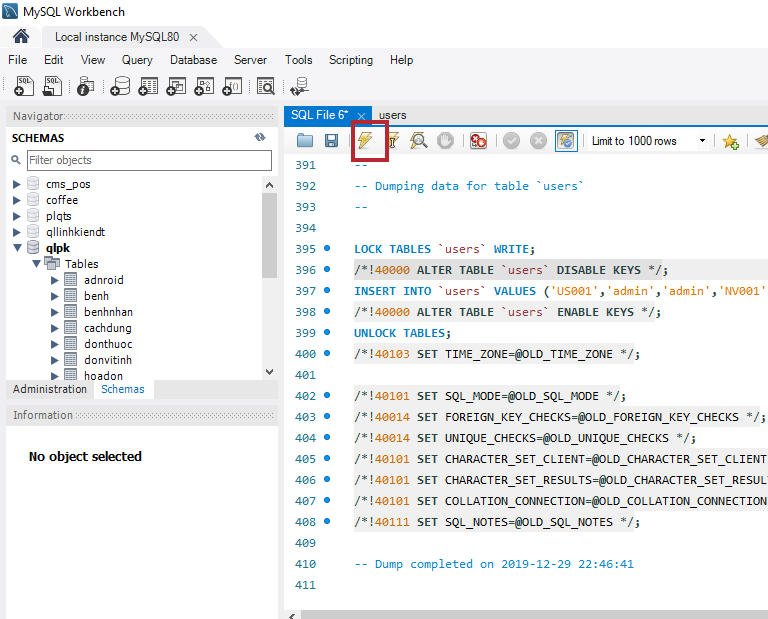 MySQL Workbench
Local instance MySQL80
File Edit View Query Database Server Tools Scripting Help
SQL SQL
Navigator
SCHEMAS
Filter objects
cms_pos
coffee
plqts
qllinhkiendt
qlpk
Tables
adnroid
benh
benhnhan
cachdung
donthuoc
donvitinh
hoadon
Administration Schemas
Information
No object selected
SQL File 6* users
Limit to 1000 rows
391 --
392 -- Dumping data for table `users`
393 --
394
395 LOCK TABLES `users` WRITE;
396 /*!40000 ALTER TABLE `users` DISABLE KEYS */;
397 INSERT INTO `users` VALUES ('US001','admin','admin','NV001'
398 /*!40000 ALTER TABLE `users` ENABLE KEYS */;
399 UNLOCK TABLES;
400 /*!40103 SET TIME_ZONE=@OLD_TIME_ZONE */;
401
402 /*!40101 SET SQL_MODE=@OLD_SQL_MODE */;
403 /*!40014 SET FOREIGN_KEY_CHECKS=@OLD_FOREIGN_KEY_CHECKS */;
404 /*!40014 SET UNIQUE_CHECKS=@OLD_UNIQUE_CHECKS */;
405 /*!40101 SET CHARACTER_SET_CLIENT=@OLD_CHARACTER_SET_CLIENT
406 /*!40101 SET CHARACTER_SET_RESULTS=@OLD_CHARACTER_SET_RESUL
407 /*!40101 SET COLLATION_CONNECTION=@OLD_COLLATION_CONNECTION
408 /*!40111 SET SQL_NOTES=@OLD_SQL_NOTES */;
409
410 -- Dump completed on 2019-12-29 22:46:41
411